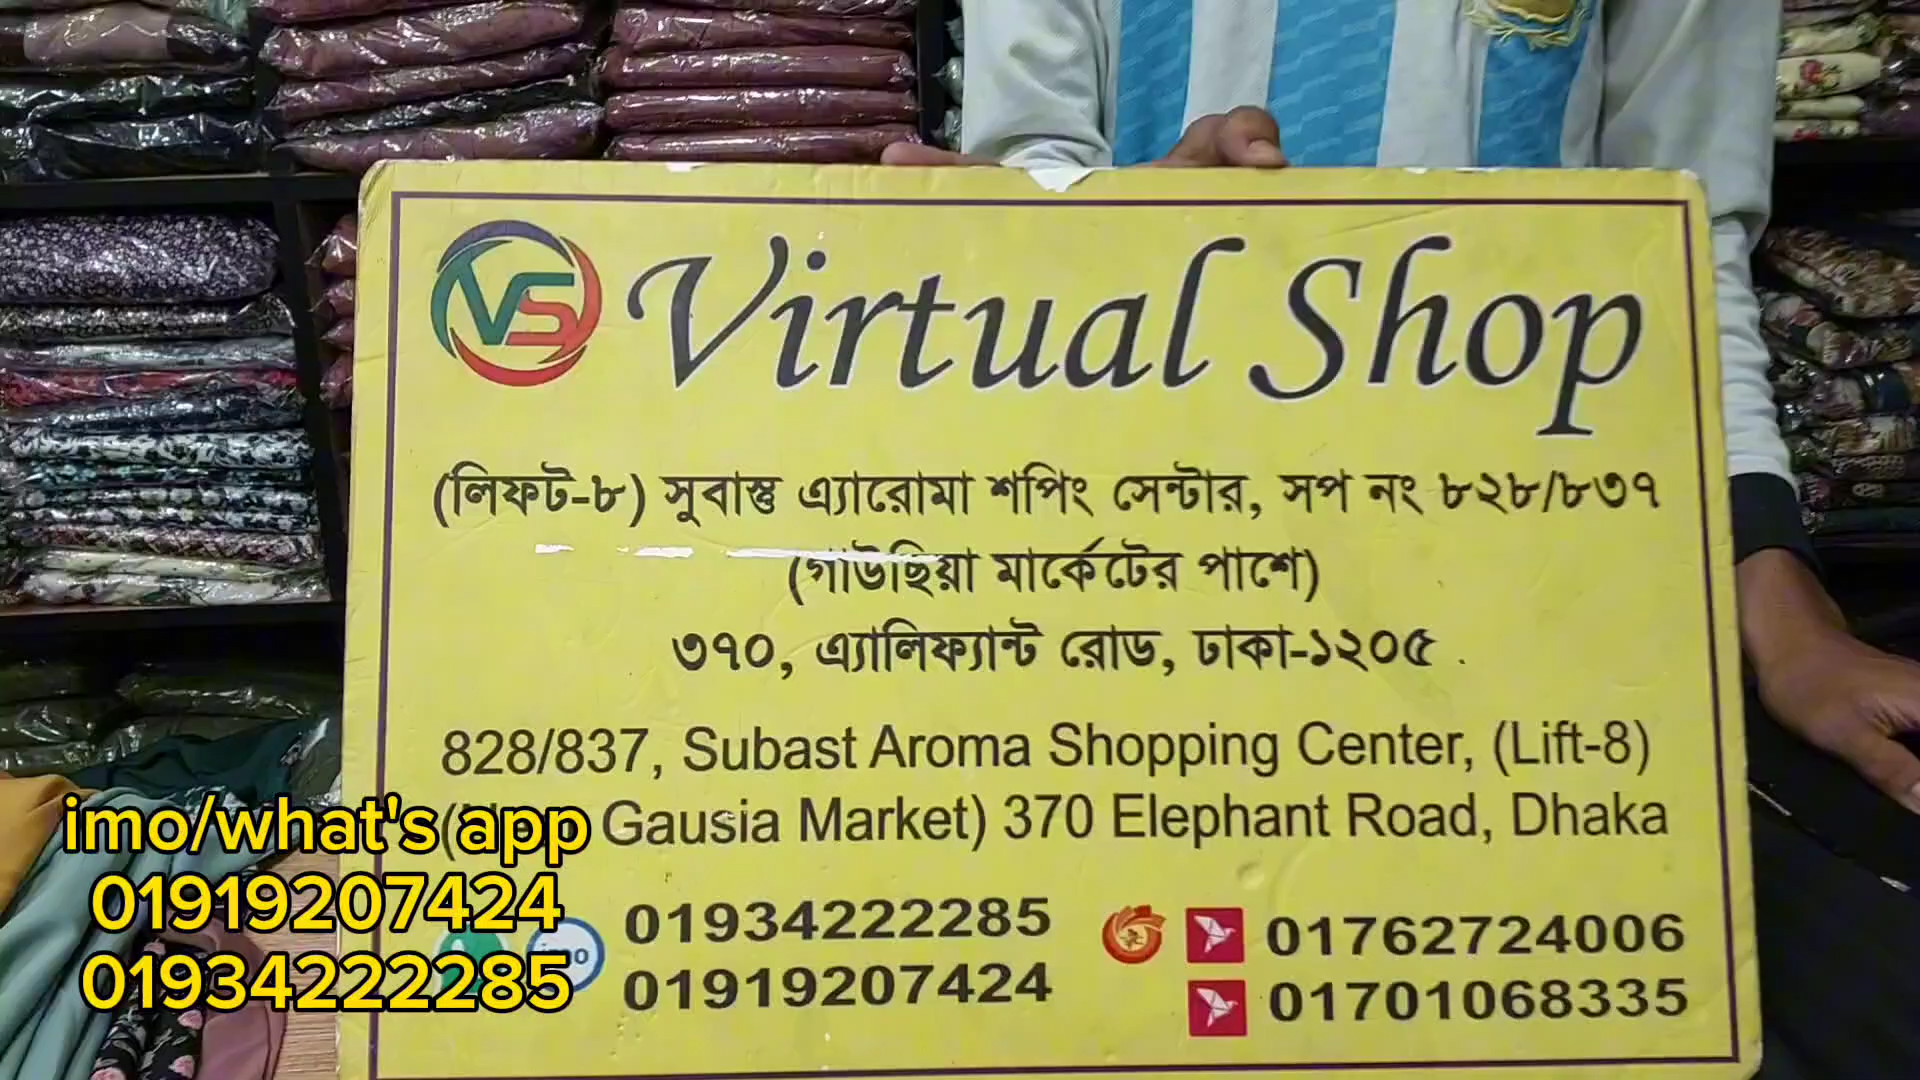 VS Virtual Shop
(লিফট-৮) সুবাস্তু এ্যারোমা শপিং সেন্টার, সপ নং ৮২৮/৮৩৭
(গাউছিয়া মার্কেটের পাশে)
৩৭০, এ্যালিফ্যান্ট রোড, ঢাকা-১২০৫.
828/837, Subast Aroma Shopping Center, (Lift-8)
Gausia Market) 370 Elephant Road, Dhaka
01934222285 01762724006
01919207424 01701068335
imo/what's app
01919207424
01934222285